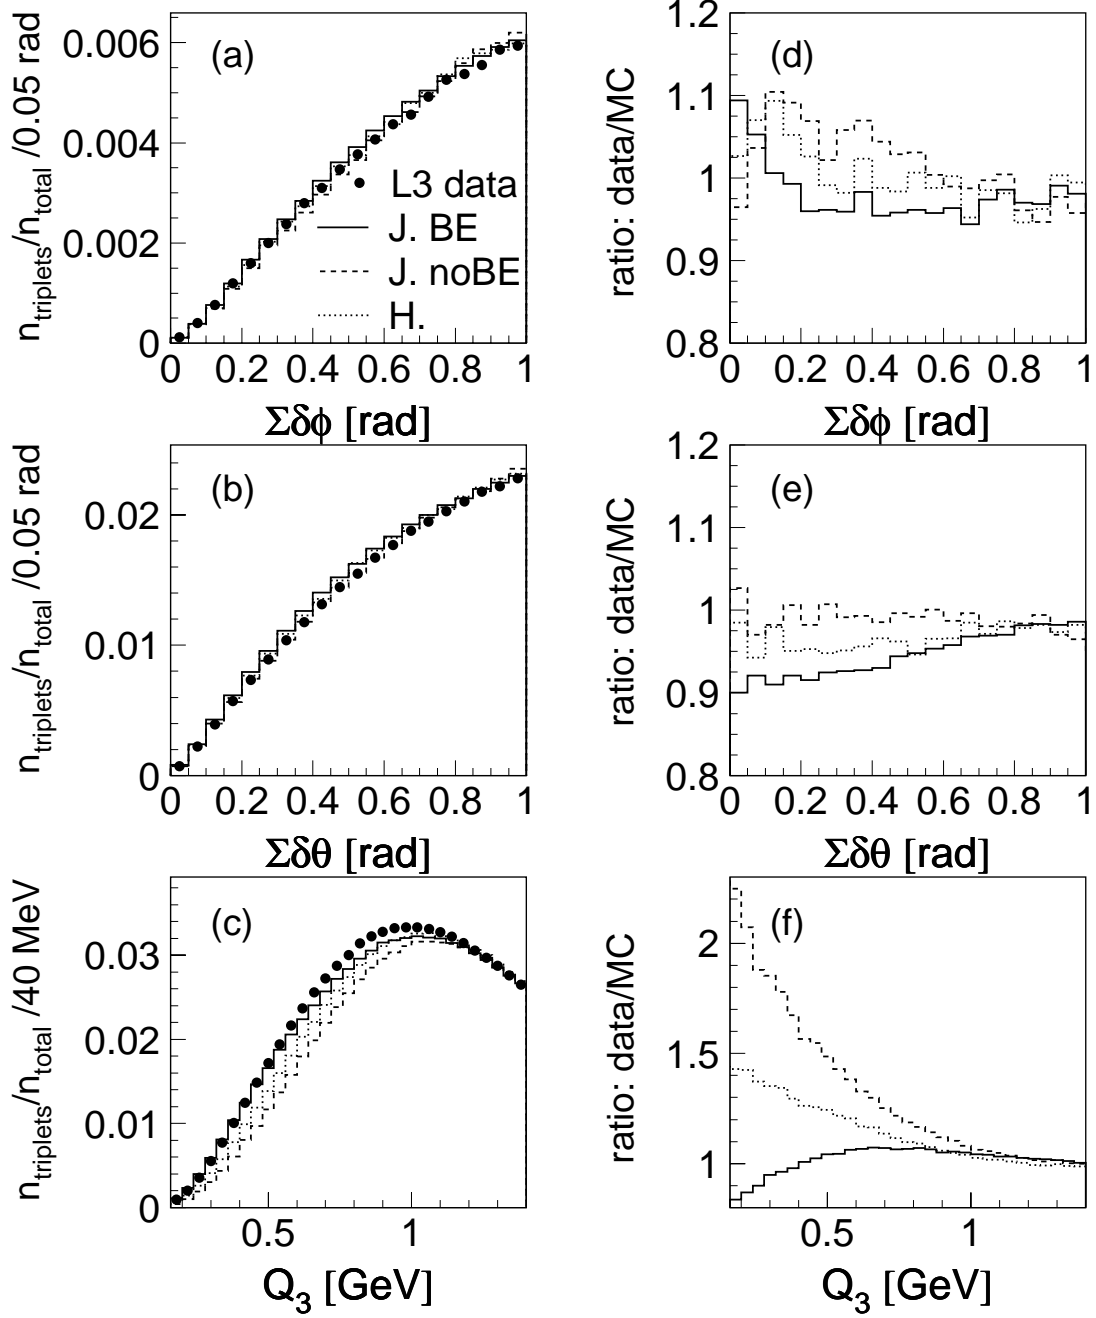 n_triplets/n_total /0.05 rad
(a)
0.006
0.004
0.002
0
L3 data
J. BE
J. noBE
H.
0 0.2 0.4 0.6 0.8 1
Σδϕ [rad]
ratio: data/MC
(d)
1.2
1.1
1
0.9
0.8
0 0.2 0.4 0.6 0.8 1
Σδϕ [rad]
n_triplets/n_total /0.05 rad
(b)
0.02
0.01
0
0 0.2 0.4 0.6 0.8 1
Σδθ [rad]
ratio: data/MC
(e)
1.2
1.1
1
0.9
0.8
0 0.2 0.4 0.6 0.8 1
Σδθ [rad]
n_triplets/n_total /40 MeV
(c)
0.03
0.02
0.01
0
0.5 1
Q_3 [GeV]
ratio: data/MC
(f)
2
1.5
1
0.5 1
Q_3 [GeV]